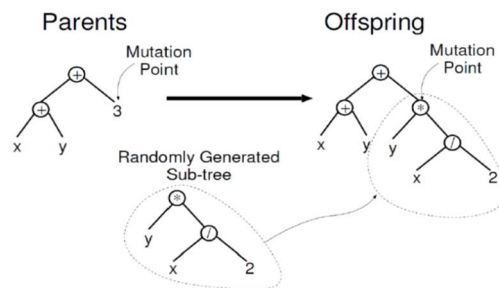 Parents
Offspring
Mutation
Point
+
+
3
x
y
Mutation
Point
+
+
*
x
y
y
/
x
2
Randomly Generated
Sub-tree
*
y
/
x
2